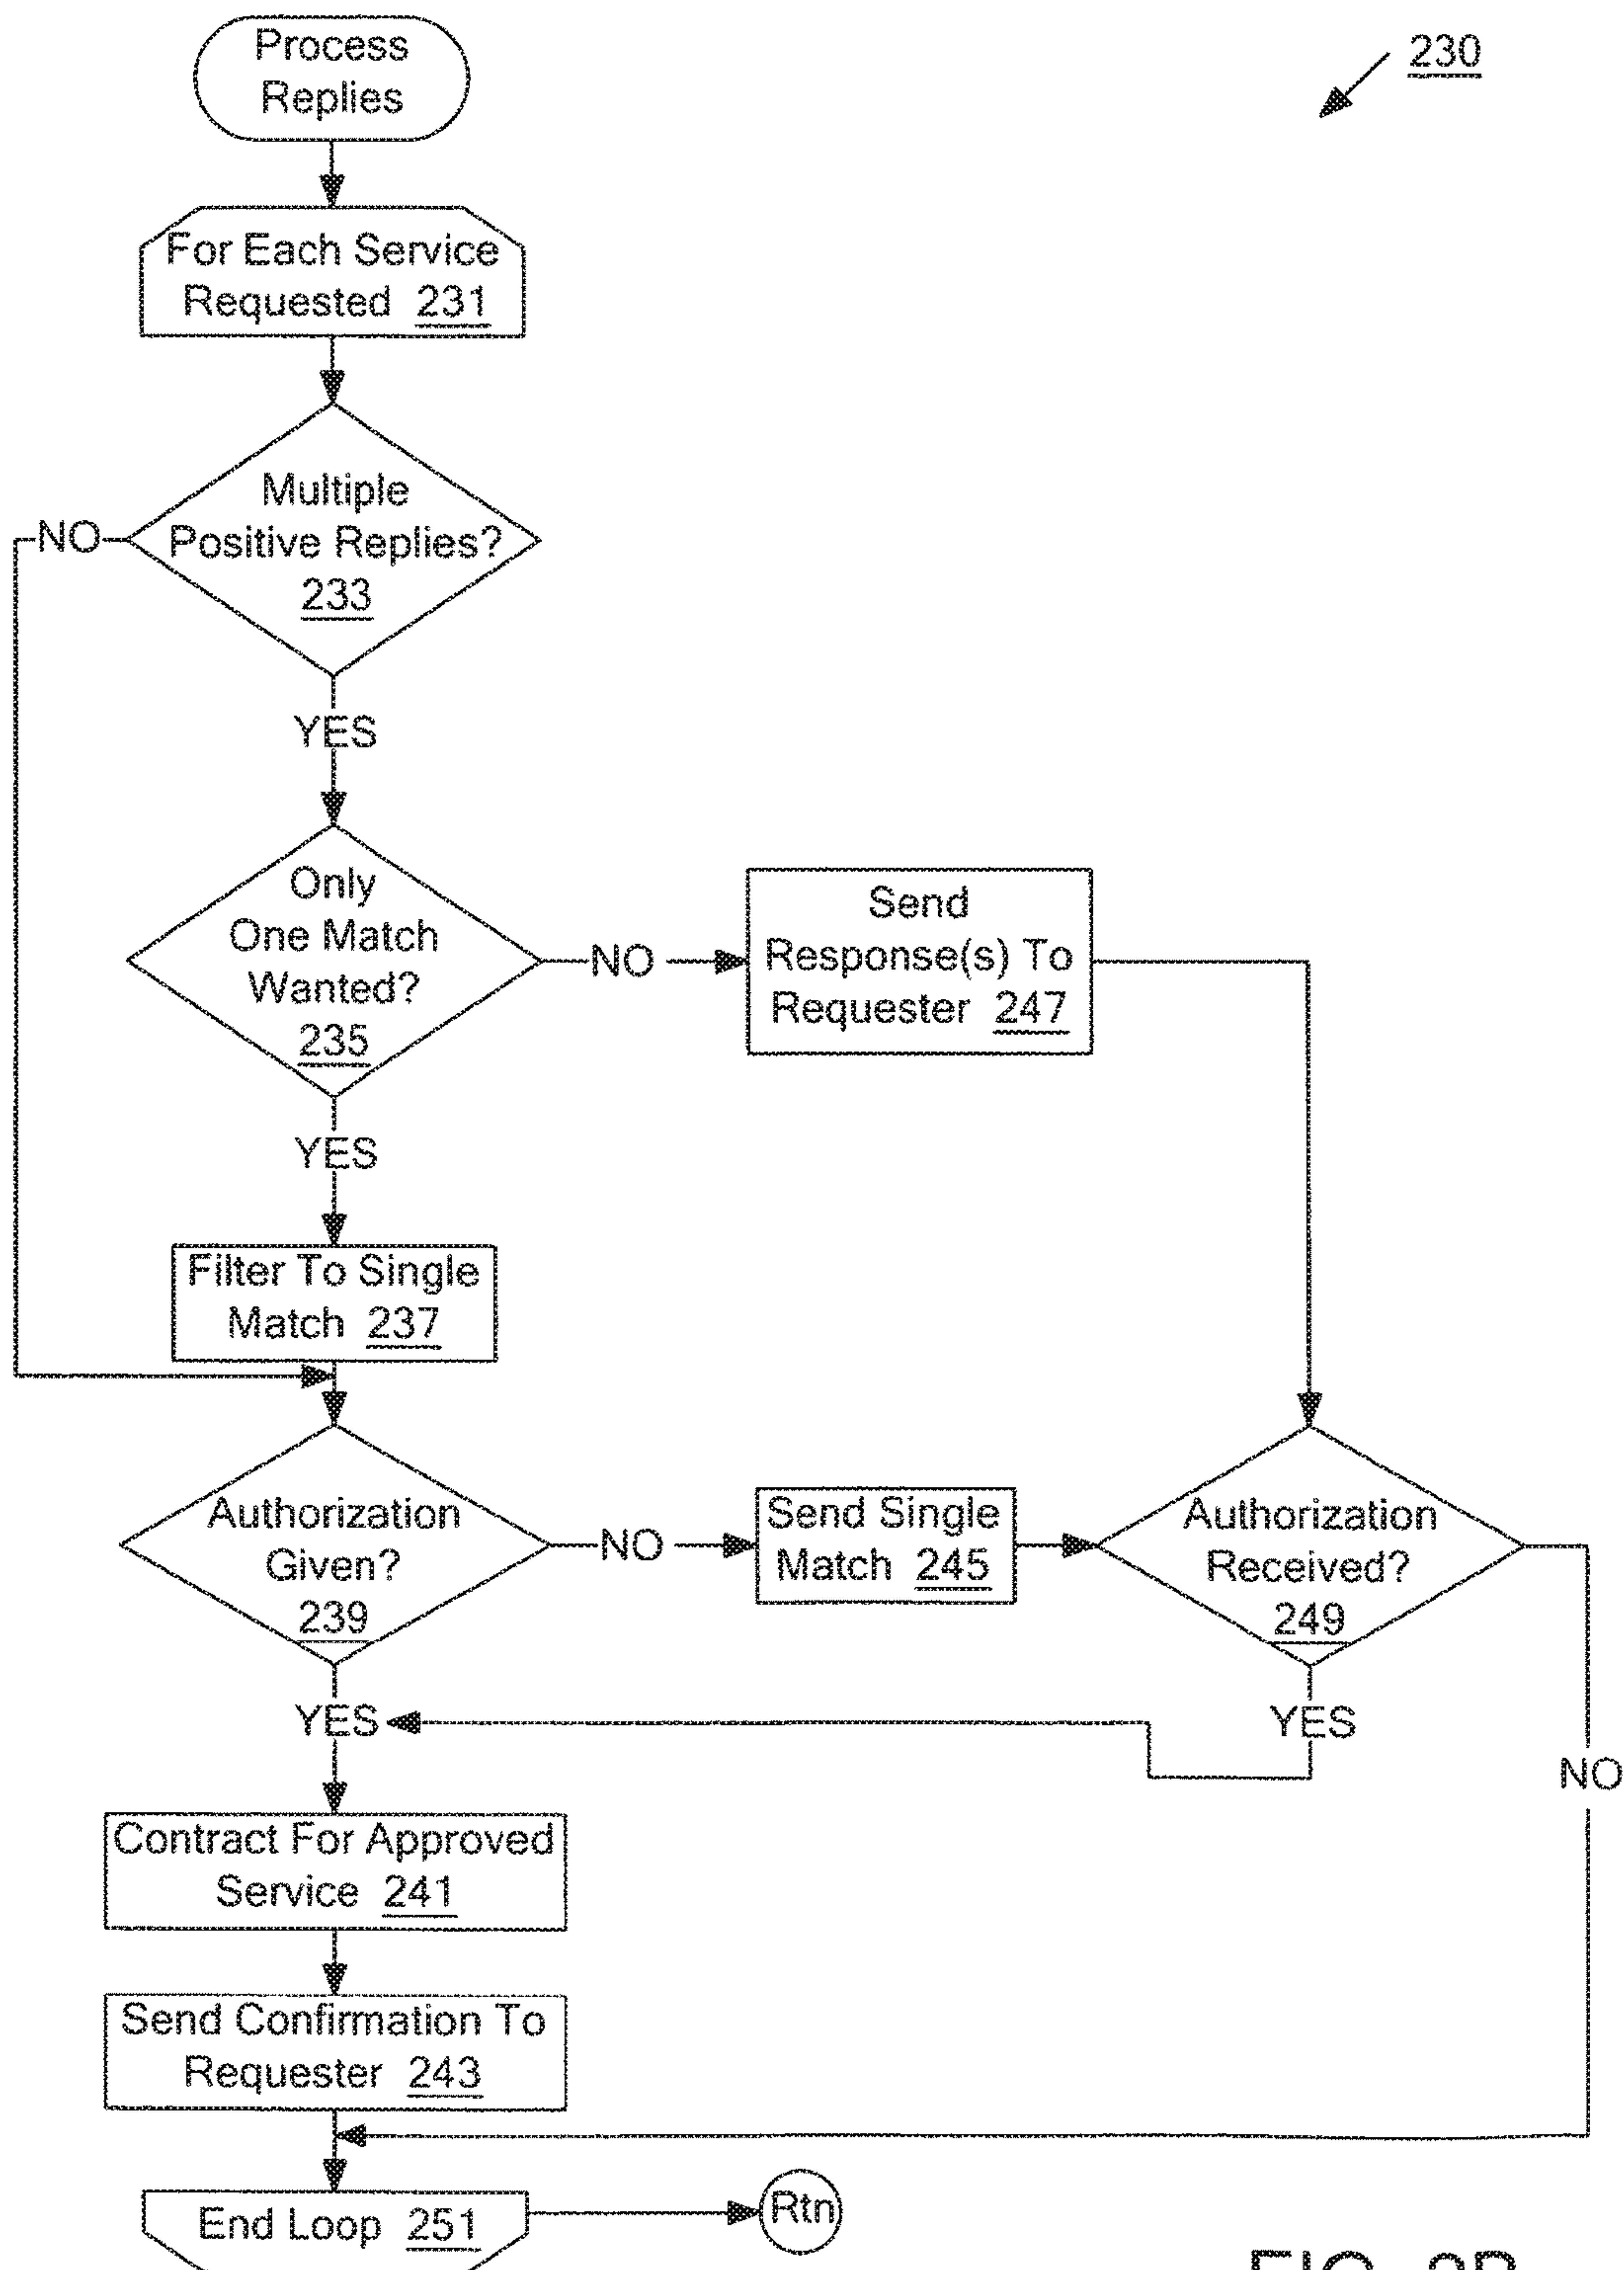 Process
Replies
230
For Each Service
Requested 231
Multiple
Positive Replies?
233
NO
YES
Only
One Match
Wanted?
235
NO
Send
Response(s) To
Requester 247
YES
Filter To Single
Match 237
Authorization
Given?
239
NO
Send Single
Match 245
Authorization
Received?
249
YES
YES
NO
Contract For Approved
Service 241
Send Confirmation To
Requester 243
End Loop 251
Rtn